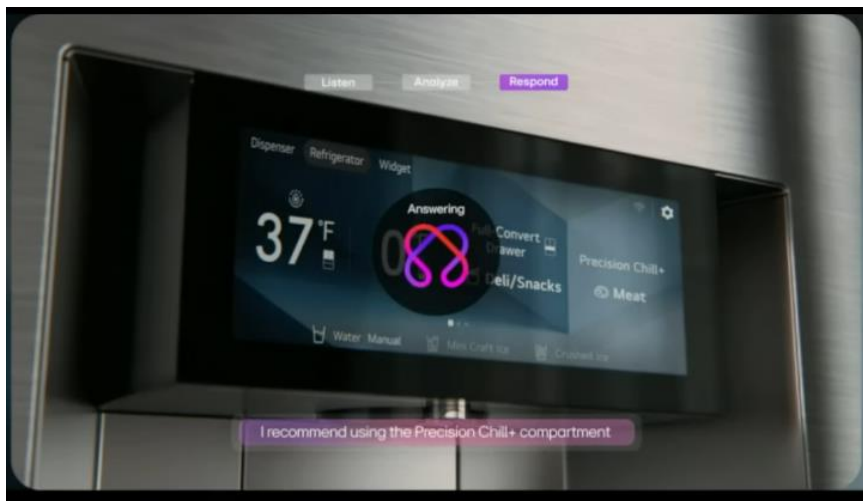 Listen
Analyze
Respond
Dispenser
Refrigerator
Widget
Answering
37 °F
0
Full-Convert
Drawer
Deli/Snacks
Precision Chill+
Meat
Water Manual
Mini Craft Ice
Crushed Ice
I recommend using the Precision Chill+ compartment